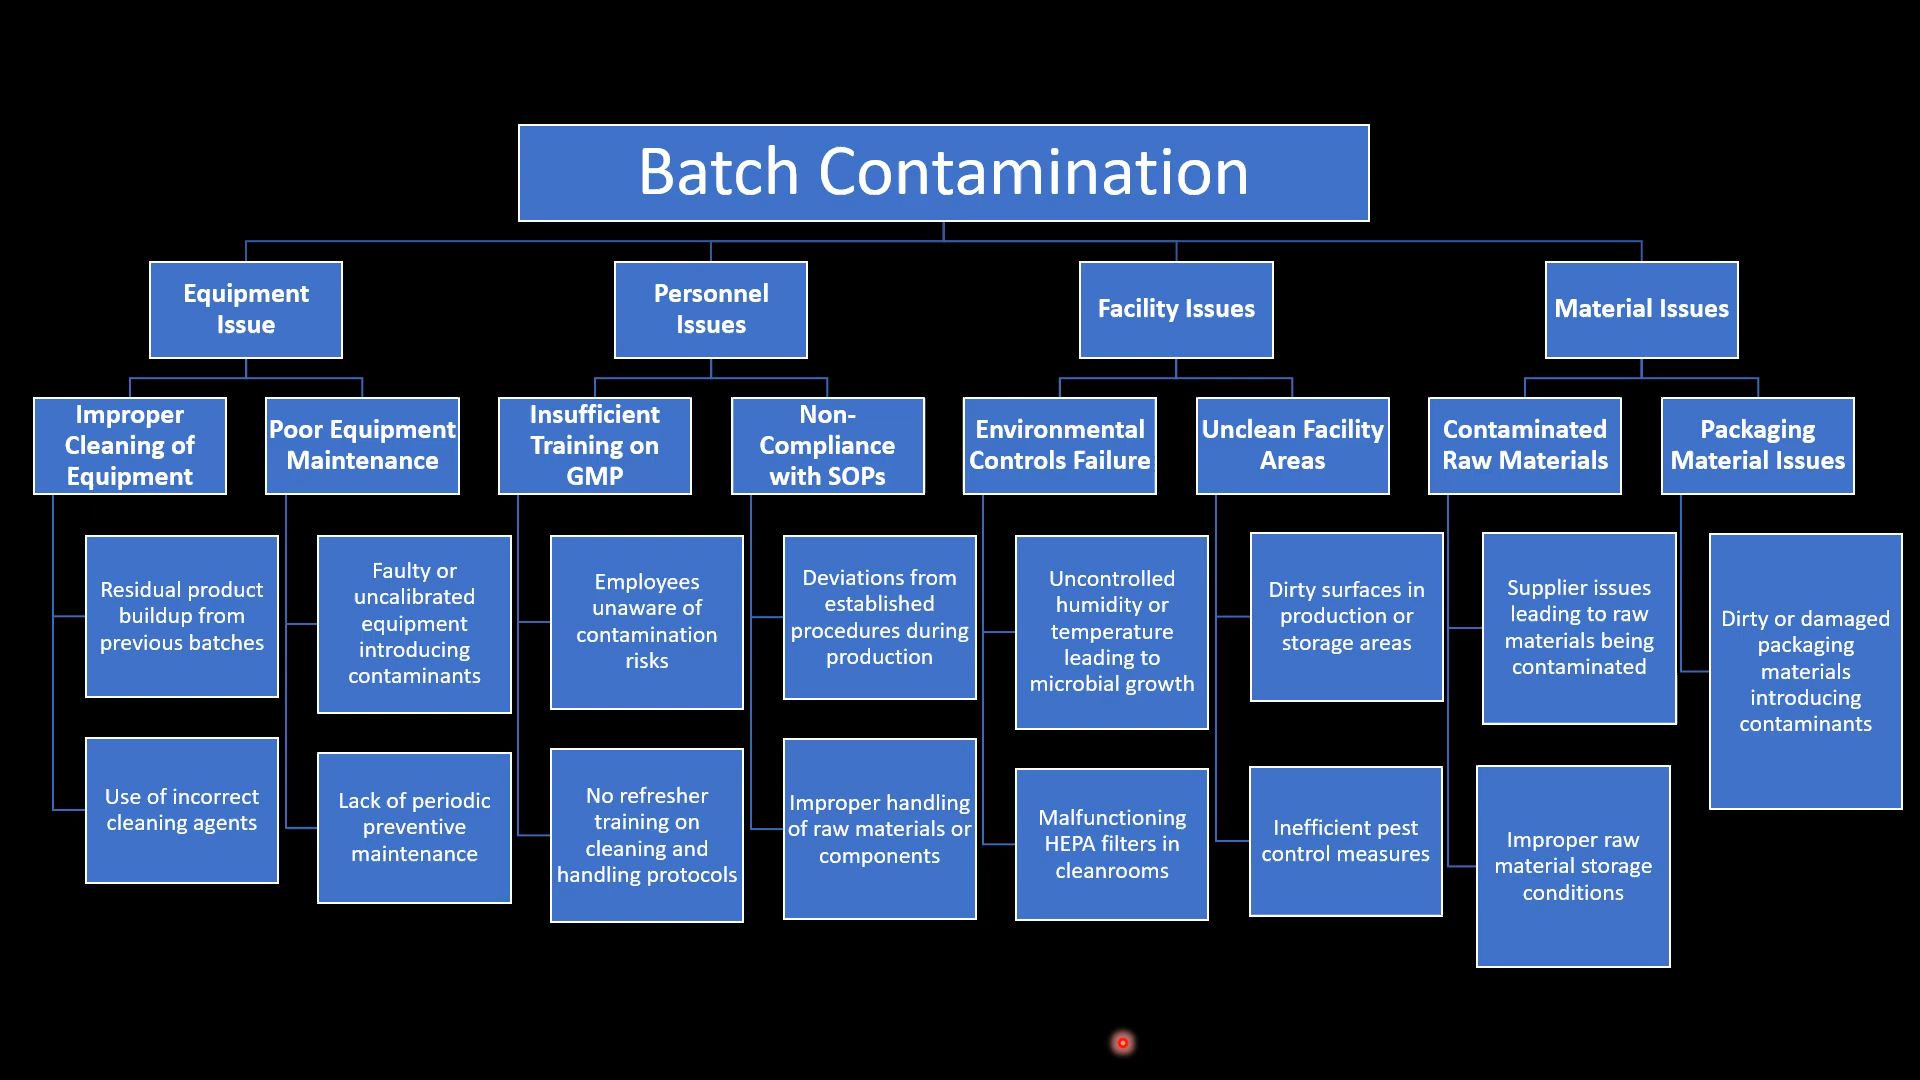 Batch Contamination
Equipment
Issue
Personnel
Issues
Facility Issues
Material Issues
Improper
Cleaning of
Equipment
Poor Equipment
Maintenance
Insufficient
Training on
GMP
Non-
Compliance
with SOPs
Environmental
Controls Failure
Unclean Facility
Areas
Contaminated
Raw Materials
Packaging
Material Issues
Residual product
buildup from
previous batches
Faulty or
uncalibrated
equipment
introducing
contaminants
Employees
unaware of
contamination
risks
Deviations from
established
procedures during
production
Uncontrolled
humidity or
temperature
leading to
microbial growth
Dirty surfaces in
production or
storage areas
Supplier issues
leading to raw
materials being
contaminated
Dirty or damaged
packaging
materials
introducing
contaminants
Use of incorrect
cleaning agents
Lack of periodic
preventive
maintenance
No refresher
training on
cleaning and
handling protocols
Improper handling
of raw materials or
components
Malfunctioning
HEPA filters in
cleanrooms
Inefficient pest
control measures
Improper raw
material storage
conditions